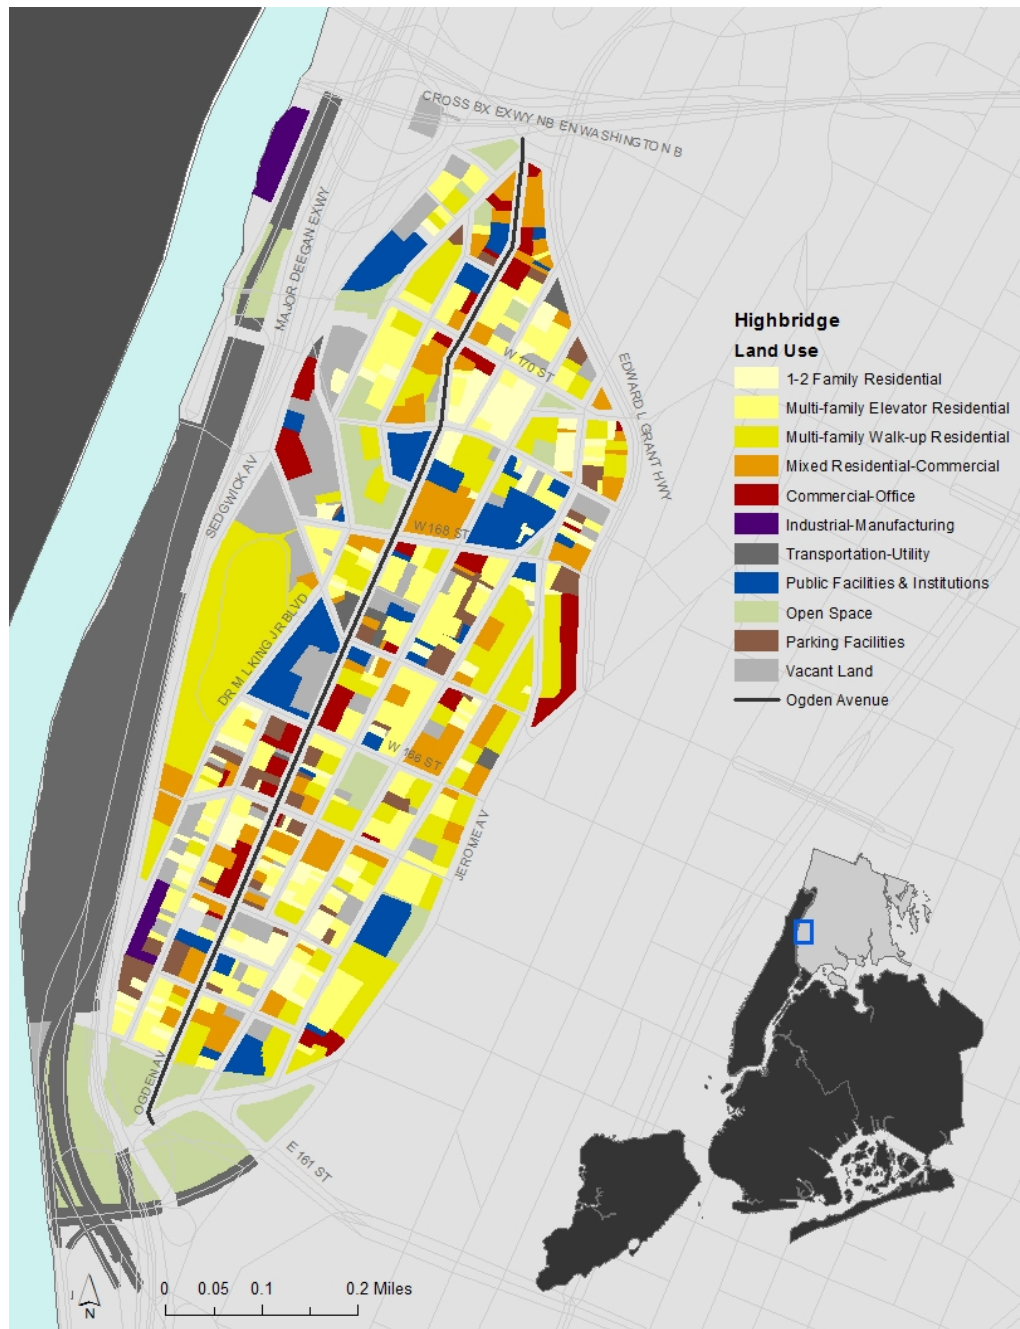 CROSS BX EXWY NB EN WASHINGTON B
MAJOR DEEGAN EXWY
Highbridge
Land Use
W 170 ST
EDWARD L GRANT HWY
1-2 Family Residential
Multi-family Elevator Residential
Multi-family Walk-up Residential
Mixed Residential-Commercial
SEDGWICK AV
Commercial-Office
W 168 ST
Industrial-Manufacturing
Transportation-Utility
Public Facilities & Institutions
DR M L KING JR BLVD
Open Space
Parking Facilities
Vacant Land
Ogden Avenue
W 166 ST
JEROME AV
OGDEN AV
E 161 ST
0 0.05 0.1 0.2 Miles
N